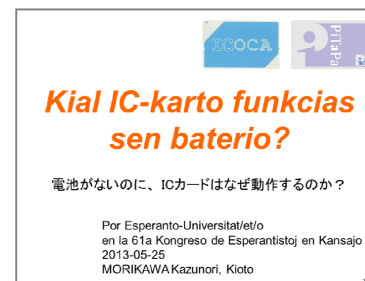 ICOCA
PiTaPa
Kial IC-karto funkcias
sen baterio?
電池がないのに、ICカードはなぜ動作するのか？
Por Esperanto-Universitat/et/o
en la 61a Kongreso de Esperantistoj en Kansajo
2013-05-25
MORIKAWA Kazunori, Kioto